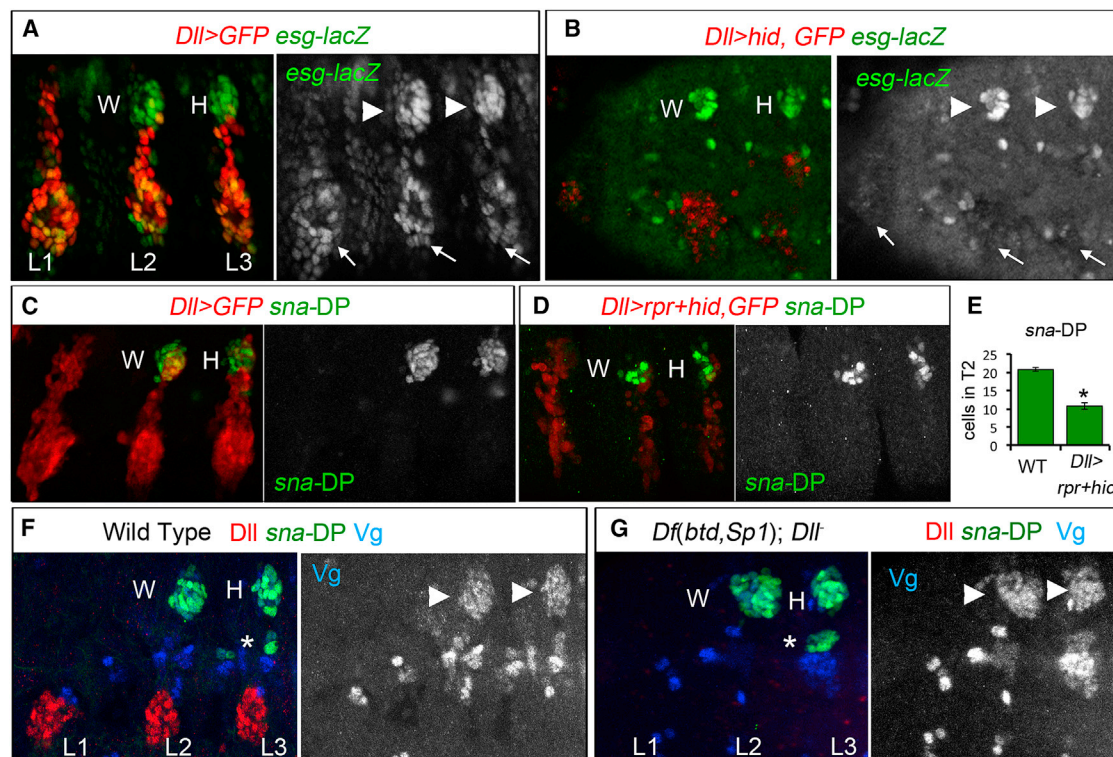 A
Dll>GFP esg-lacZ
esg-lacZ
W
H
L1
L2
L3
B
Dll>hid, GFP esg-lacZ
esg-lacZ
W
H
C
Dll>GFP sna-DP
W
H
sna-DP
D
Dll>rpr+hid,GFP sna-DP
W
H
sna-DP
E
sna-DP
cells in T2
25
20
15
10
5
0
*
WT
Dll>
rpr+hid
F
Wild Type Dll sna-DP Vg
W
H
*
L1
L2
L3
Vg
G
Df(btd,Sp1); Dll-
Dll sna-DP Vg
W
H
*
L1
L2
L3
Vg